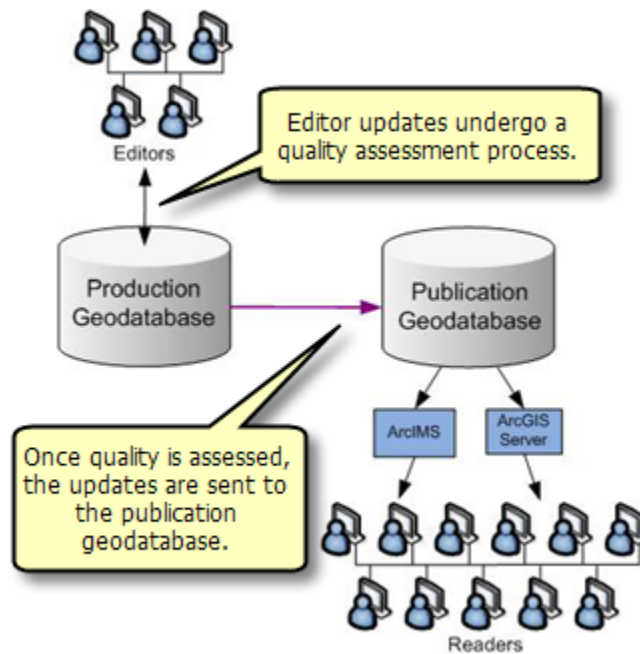 Editors
Editor updates undergo a
quality assessment process.
Production
Geodatabase
Publication
Geodatabase
ArcIMS
ArcGIS
Server
Once quality is assessed,
the updates are sent to
the publication
geodatabase.
Readers